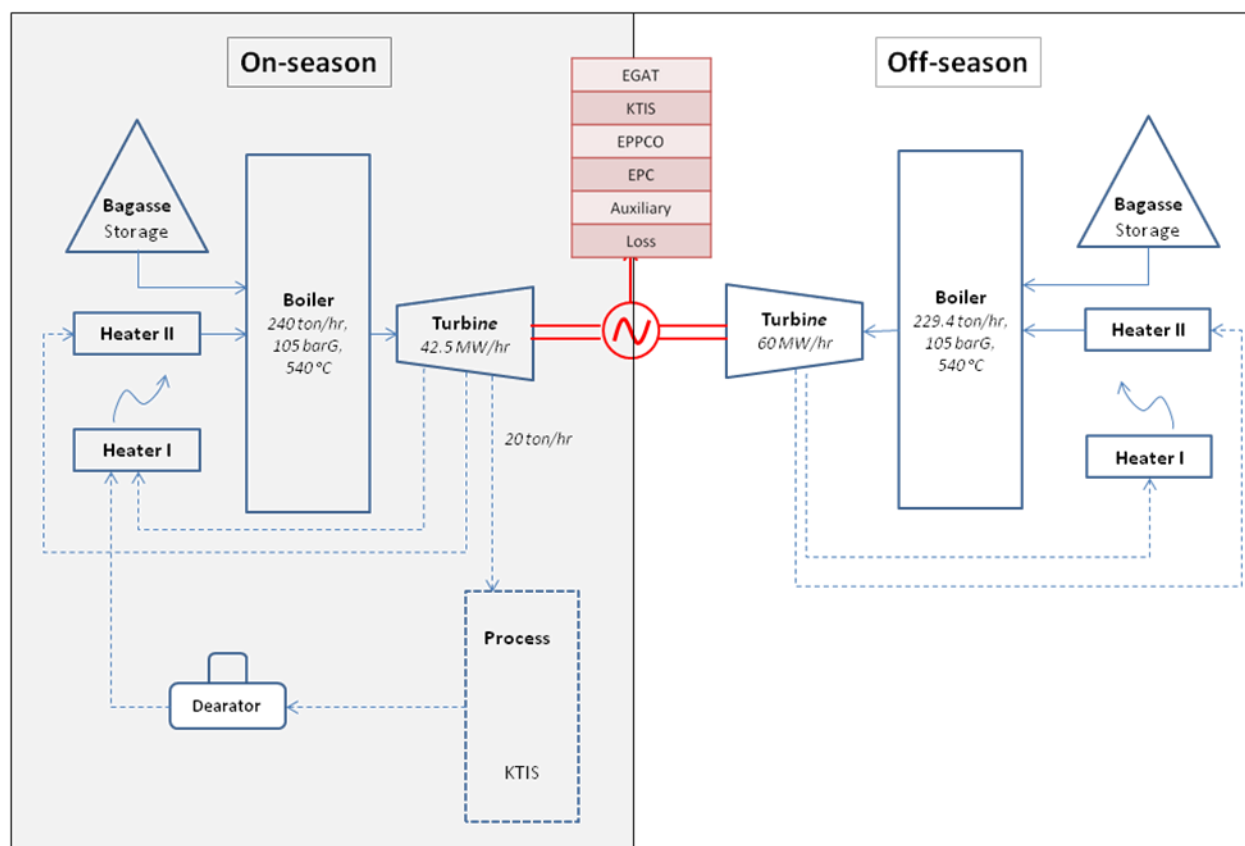 On-season
Off-season
EGAT
KTIS
EPPCO
EPC
Auxiliary
Loss
Bagasse
Storage
Boiler
240 ton/hr,
105 barG,
540 °C
Turbine
42.5 MW/hr
Heater II
Heater I
20 ton/hr
Process
KTIS
Dearator
Turbine
60 MW/hr
Boiler
229.4 ton/hr,
105 barG,
540 °C
Bagasse
Storage
Heater II
Heater I